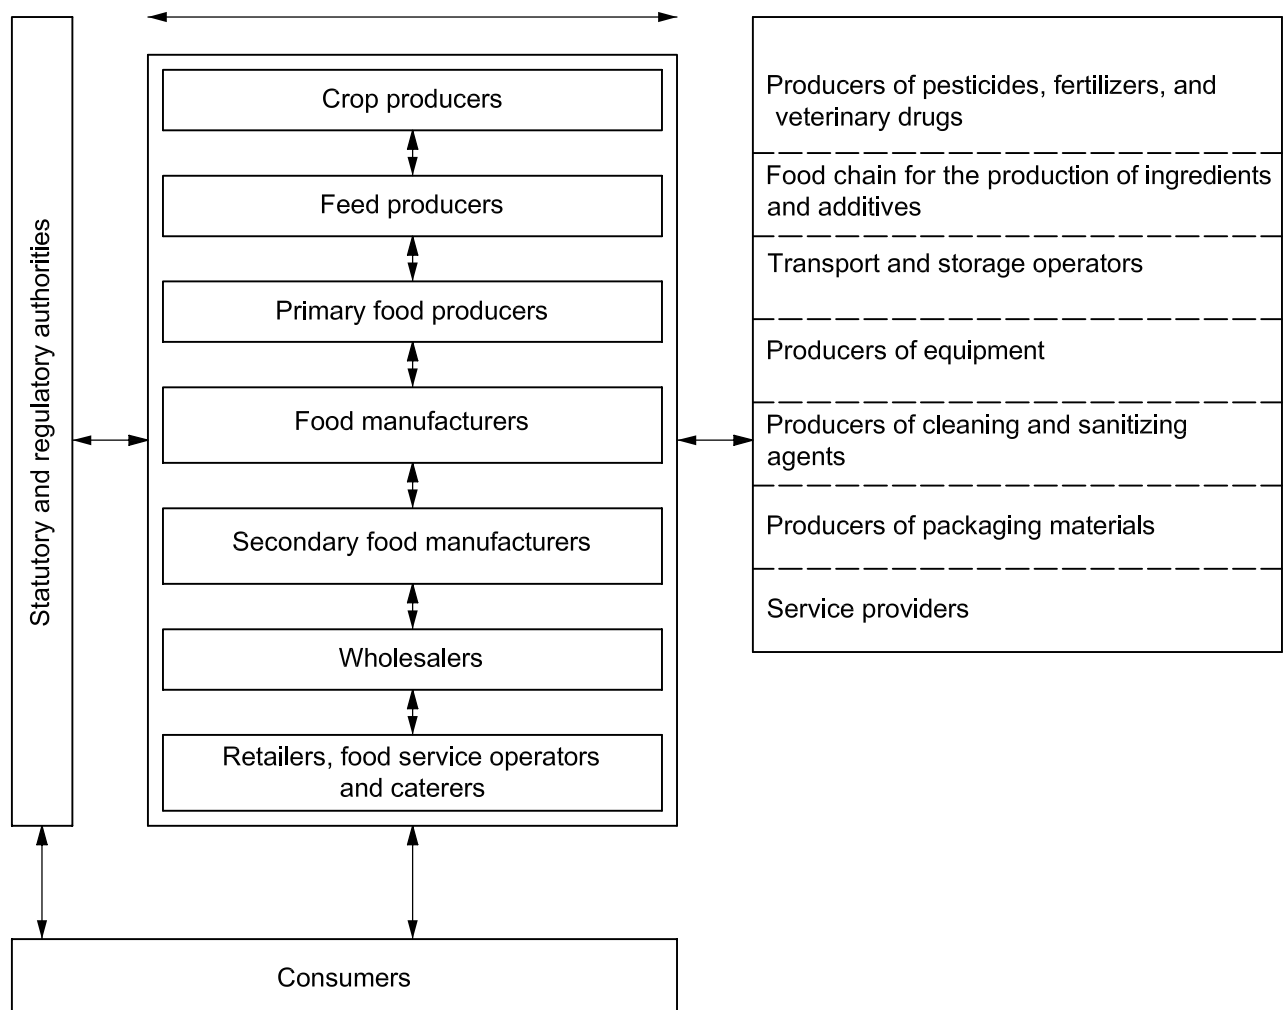 Statutory and regulatory authorities
Crop producers
Feed producers
Primary food producers
Food manufacturers
Secondary food manufacturers
Wholesalers
Retailers, food service operators
and caterers
Producers of pesticides, fertilizers, and
veterinary drugs
Food chain for the production of ingredients
and additives
Transport and storage operators
Producers of equipment
Producers of cleaning and sanitizing
agents
Producers of packaging materials
Service providers
Consumers